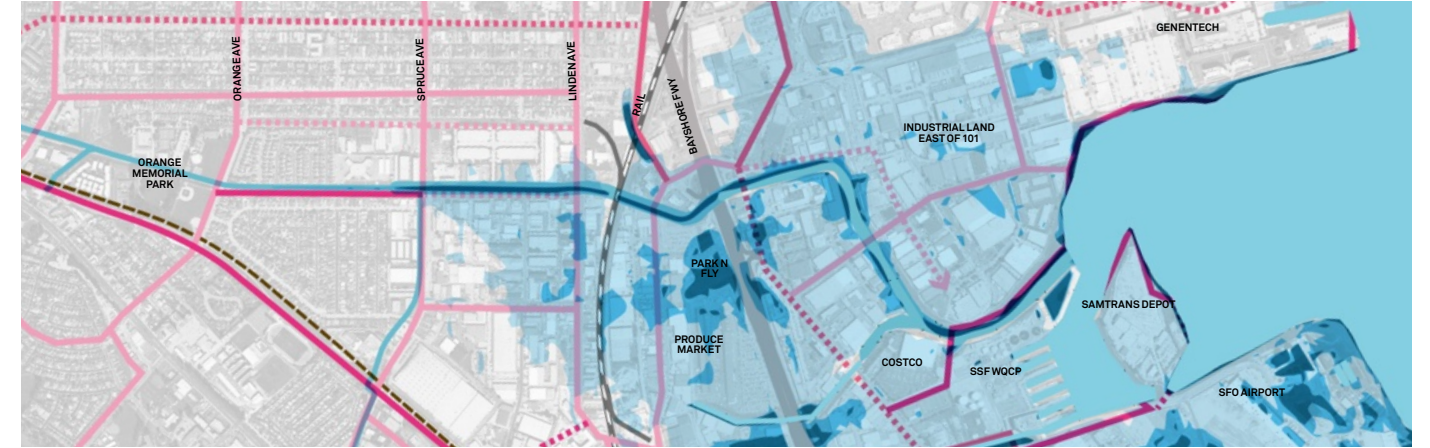 GENENTECH
ORANGE AVE
SPRUCE AVE
LINDEN AVE
RAIL
BAYSHORE FWY
INDUSTRIAL LAND
EAST OF 101
ORANGE
MEMORIAL
PARK
PARK N
FLY
SAMTRANS DEPOT
PRODUCE
MARKET
COSTCO
SSF WQCP
SFO AIRPORT